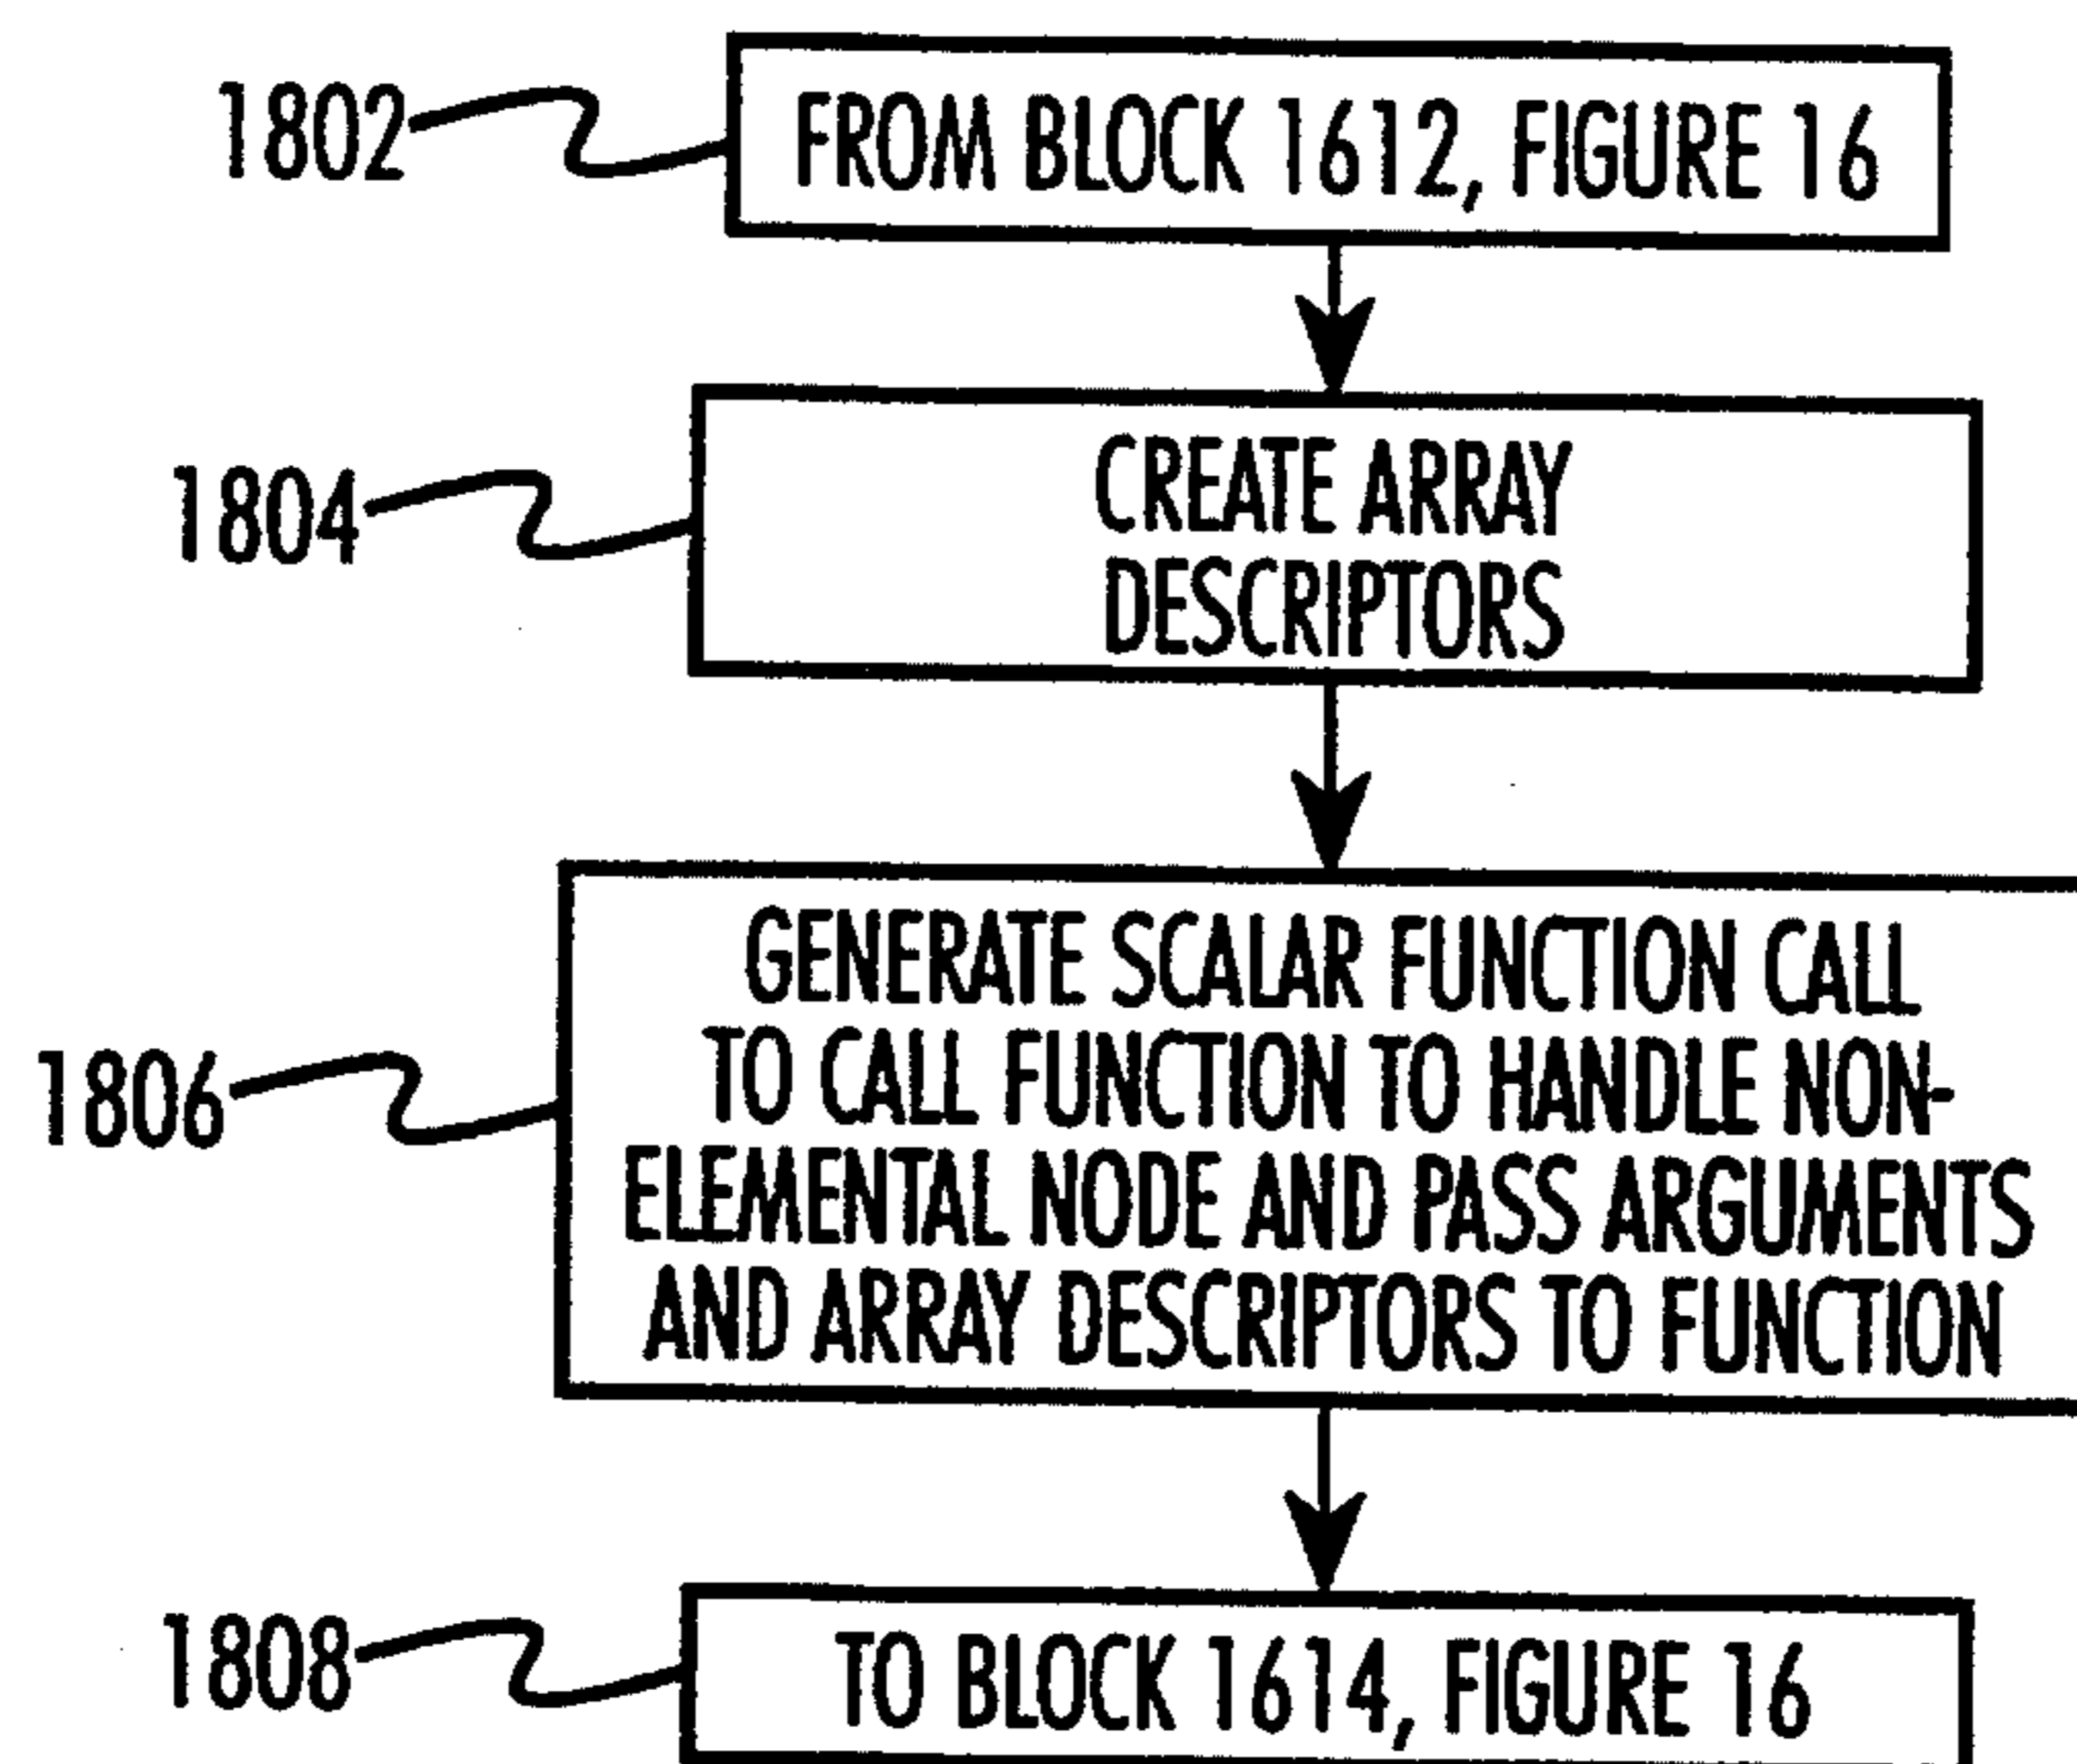 1802
FROM BLOCK 1612, FIGURE 16
1804
CREATE ARRAY
DESCRIPTORS
1806
GENERATE SCALAR FUNCTION CALL
TO CALL FUNCTION TO HANDLE NON-
ELEMENTAL NODE AND PASS ARGUMENTS
AND ARRAY DESCRIPTORS TO FUNCTION
1808
TO BLOCK 1614, FIGURE 16